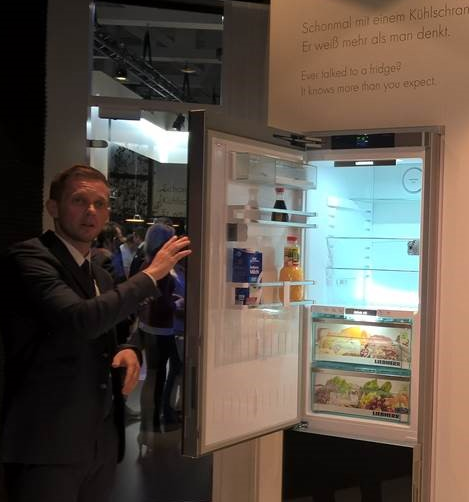 Schonmal mit einem Kühlschran
Er weiß mehr als man denkt.
Ever talked to a fridge?
It knows more than you expect.
LIEBHERR
LIEBHERR